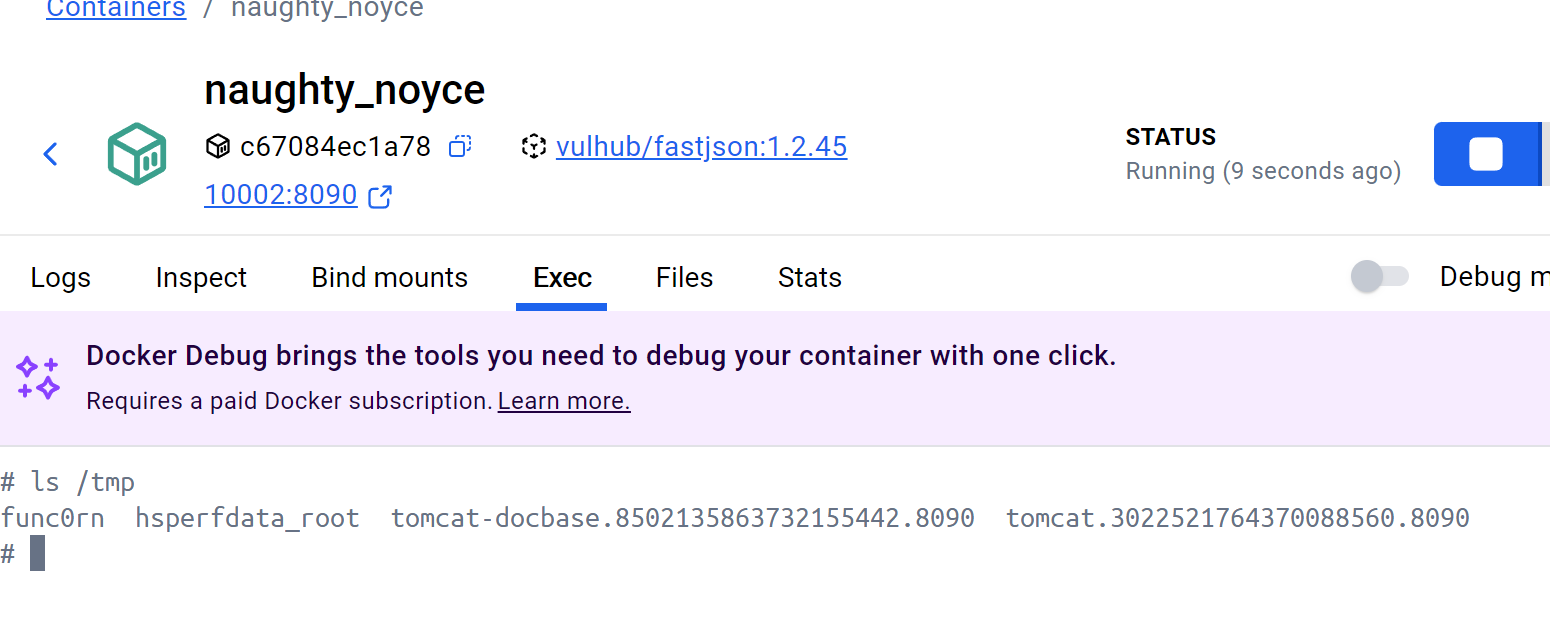 Containers / naughty_noyce
naughty_noyce
c67084ec1a78 vulhub/fastjson:1.2.45
10002:8090
STATUS
Running (9 seconds ago)
Logs Inspect Bind mounts Exec Files Stats Debug m
Docker Debug brings the tools you need to debug your container with one click.
Requires a paid Docker subscription. Learn more.
# ls /tmp
func0rn hsperfdata_root tomcat-docbase.8502135863732155442.8090 tomcat.3022521764370088560.8090
#